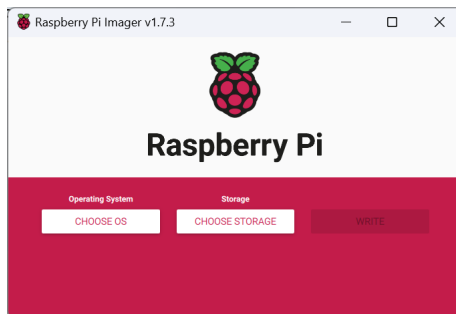 Raspberry Pi Imager v1.7.3
Raspberry Pi
Operating System
Storage
CHOOSE OS
CHOOSE STORAGE
WRITE